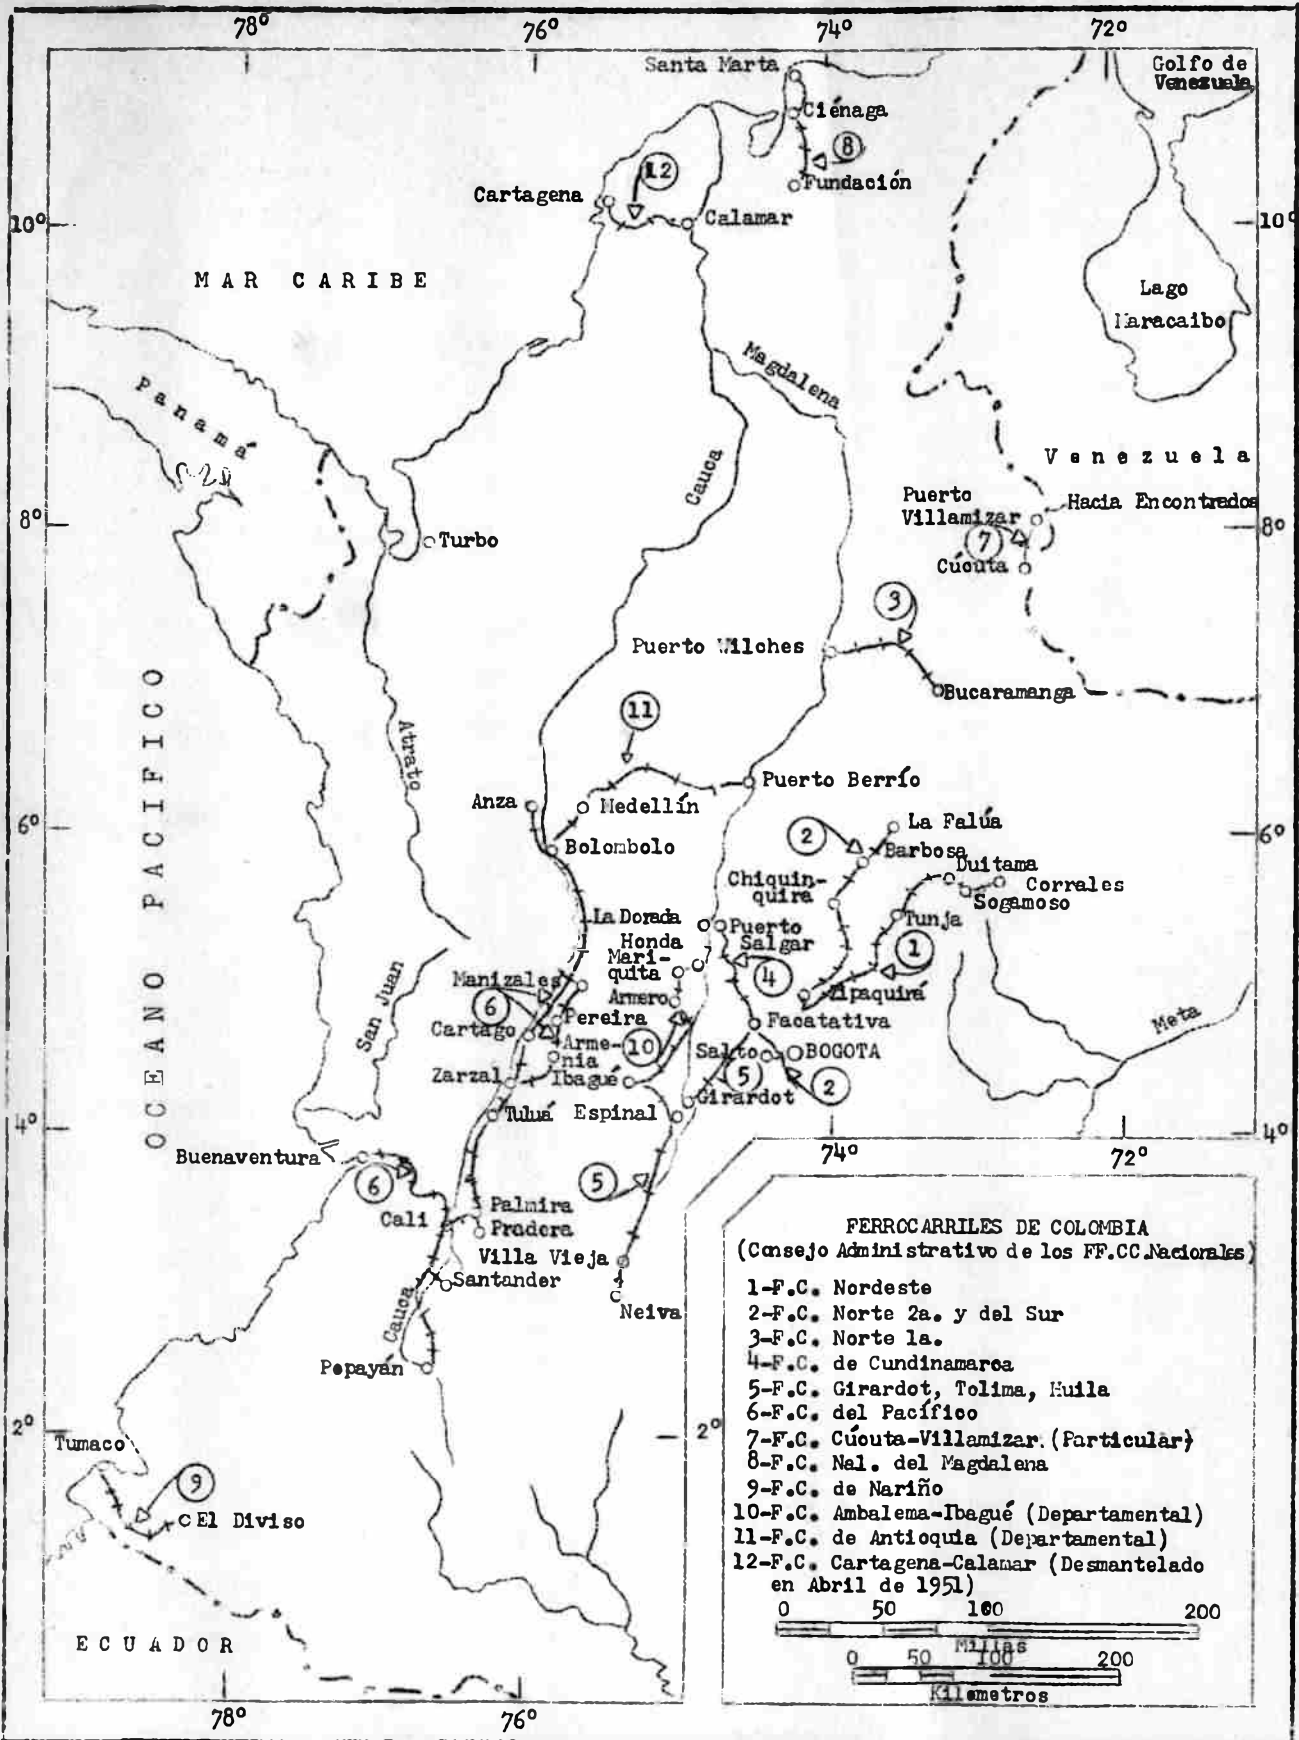 78° 76° 74° 72°
Santa Marta
Golfo de
Venezuela
Ciénaga
8
12
Fundación
Cartagena
Calamar
10°
10°
MAR CARIBE
Lago
Maracaibo
Magdalena
Panamá
Cauca
Venezuela
Puerto
Villamizar
Hacia Encontrados
8°
8°
Turbo
7
Cúcuta
3
Puerto Wilches
Bucaramanga
11
OCEANO PACIFICO
Atrato
Puerto Berrío
Anza
Medellín
La Falúa
6°
6°
2
Bolombolo
Barbosa
Duitama
Chiquin-
quira
Corrales
Sogamoso
La Dorada
Puerto
Salgar
Tunja
Honda
1
Mari-
quita
San Juan
Manizales
4
Zipaquirá
Armero
6
Pereira
Meta
Cartago
Facatativa
Arme-
nia
10
Salto
BOGOTA
Zarzal
Ibagué
5
2
Girardot
Tuluá
Espinal
4°
4°
74° 72°
Buenaventura
6
5
Cali
Palmira
Pradera
Villa Vieja
Santander
Cauca
Neiva
Popayán
2°
2°
Tumaco
9
El Diviso
ECUADOR
78° 76°
FERROCARRILES DE COLOMBIA
(Consejo Administrativo de los FF.CC.Nacionales)
1-F.C. Nordeste
2-F.C. Norte 2a. y del Sur
3-F.C. Norte 1a.
4-F.C. de Cundinamarca
5-F.C. Girardot, Tolima, Huila
6-F.C. del Pacífico
7-F.C. Cúcuta-Villamizar. (Particular)
8-F.C. Nal. del Magdalena
9-F.C. de Nariño
10-F.C. Ambalema-Ibagué (Departamental)
11-F.C. de Antioquia (Departamental)
12-F.C. Cartagena-Calamar (Desmantelado
en Abril de 1951)
0 50 100 200
Millas
0 50 100 200
Kilometros